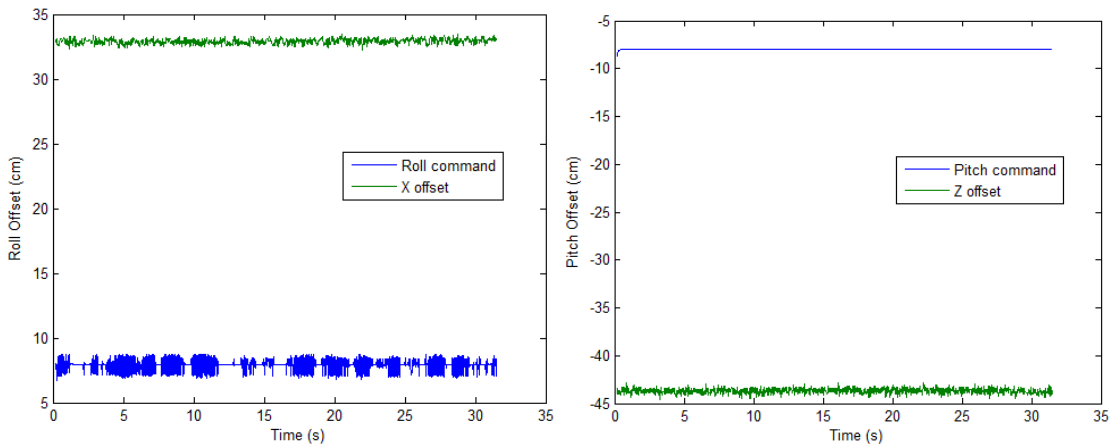 35
30
25
20
15
10
5
0 5 10 15 20 25 30 35
Roll Offset (cm)
Time (s)
Roll command
X offset
-5
-10
-15
-20
-25
-30
-35
-40
-45
0 5 10 15 20 25 30 35
Pitch Offset (cm)
Time (s)
Pitch command
Z offset